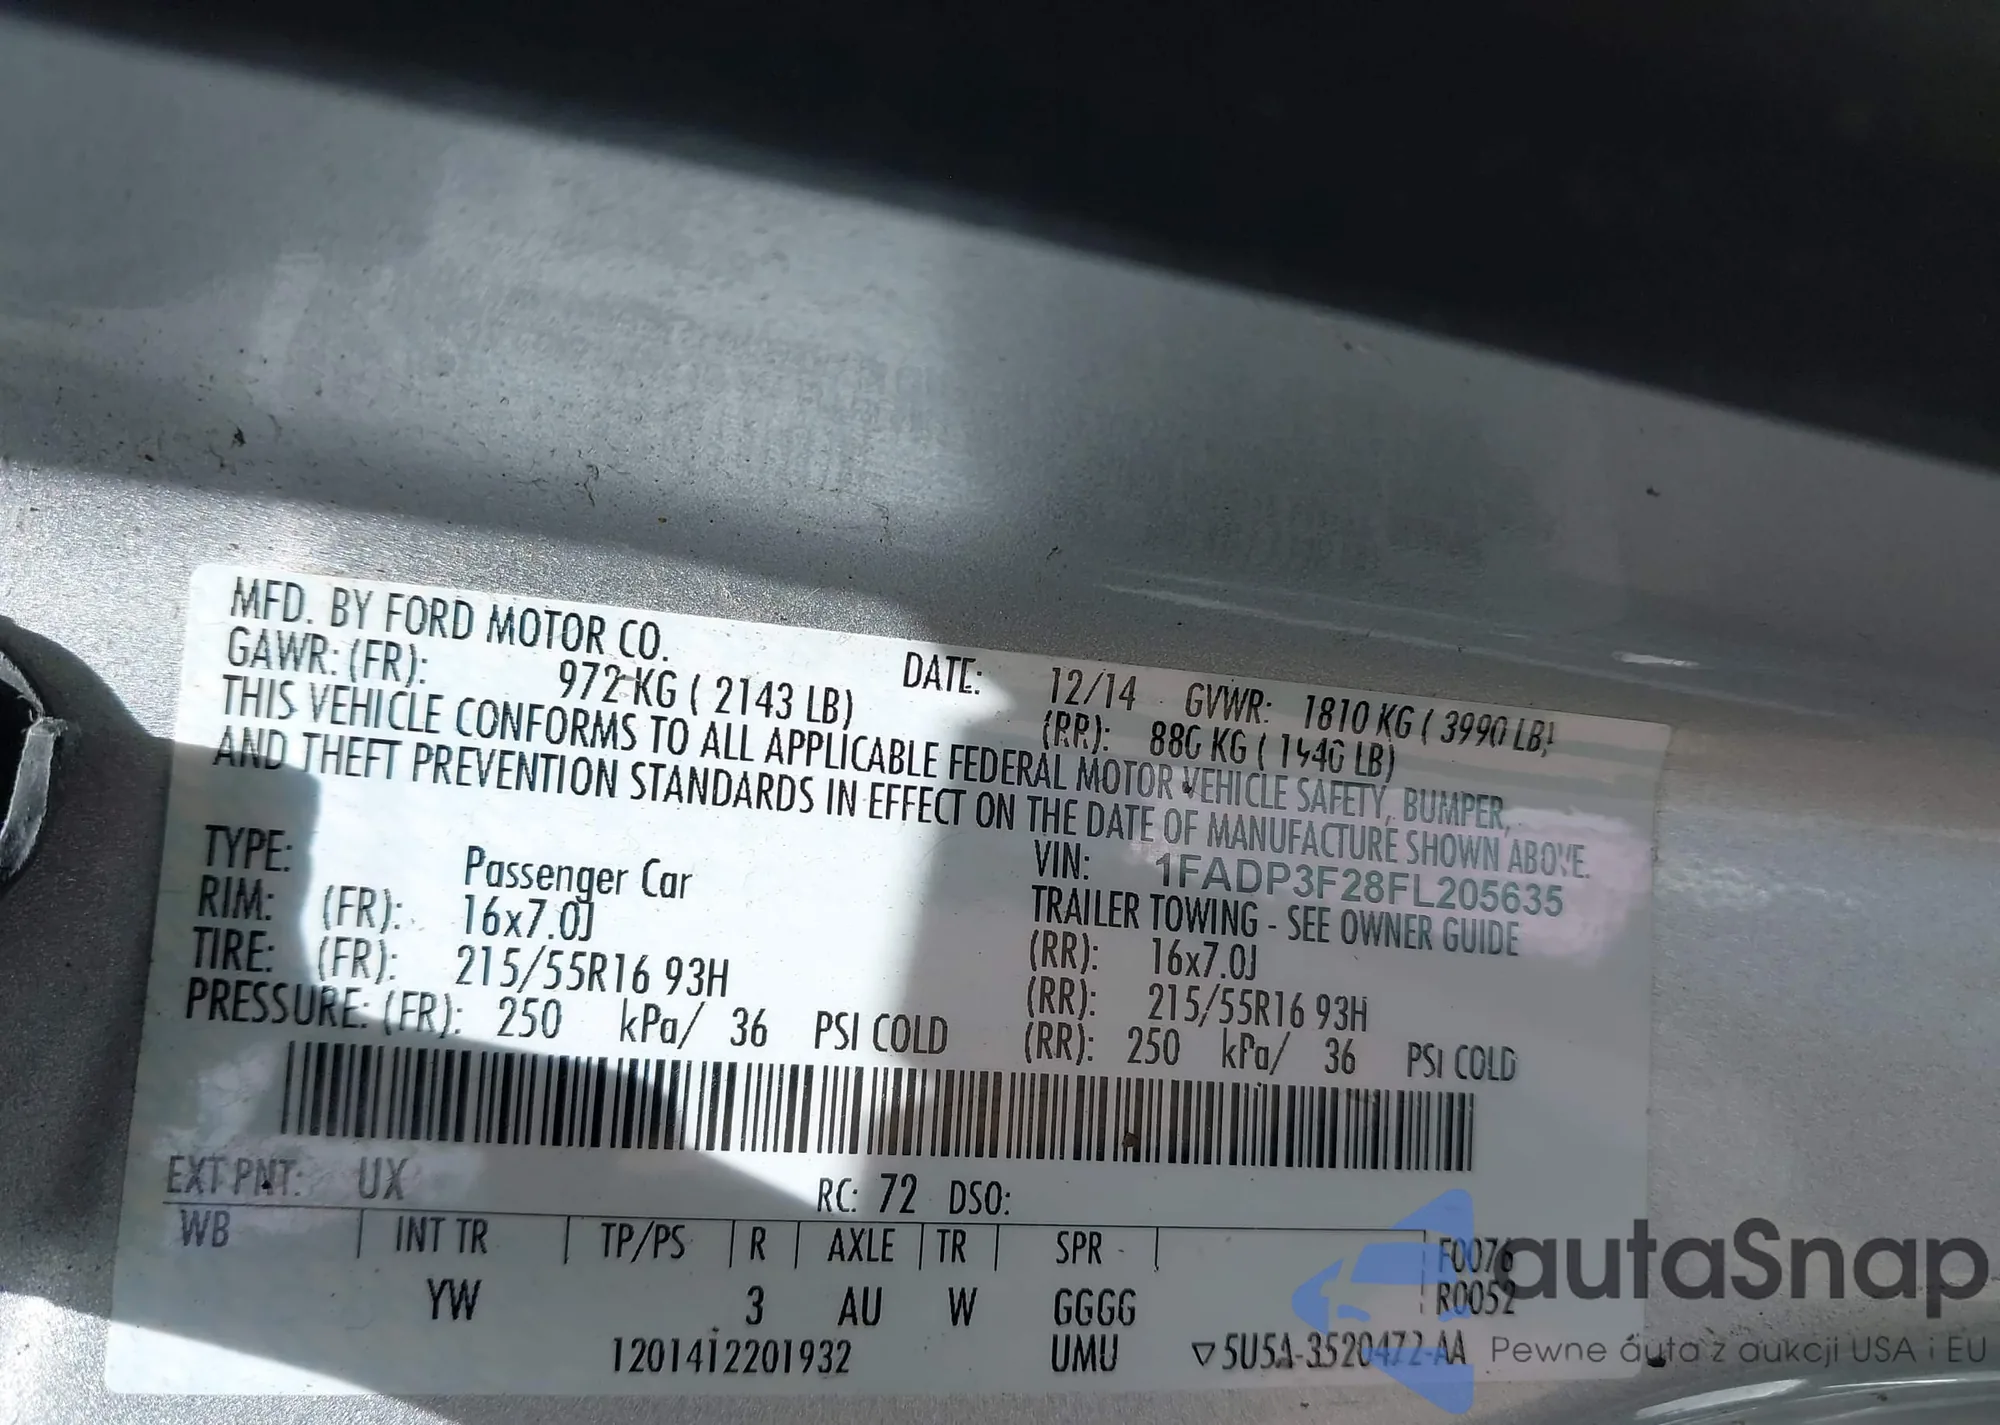 MFD. BY FORD MOTOR CO. DATE: 12/14 GVWR: 1810 KG ( 3990 LB)
GAWR: (FR): 972 KG ( 2143 LB) (RR): 880 KG ( 1940 LB)
THIS VEHICLE CONFORMS TO ALL APPLICABLE FEDERAL MOTOR VEHICLE SAFETY, BUMPER,
AND THEFT PREVENTION STANDARDS IN EFFECT ON THE DATE OF MANUFACTURE SHOWN ABOVE.
VIN: 1FADP3F28FL205635
TYPE: Passenger Car TRAILER TOWING - SEE OWNER GUIDE
RIM: (FR): 16x7.0J (RR): 16x7.0J
TIRE: (FR): 215/55R16 93H (RR): 215/55R16 93H
PRESSURE: (FR): 250 kPa/ 36 PSI COLD (RR): 250 kPa/ 36 PSI COLD
EXT PNT: UX RC: 72 DSO:
WB INT TR TP/PS R AXLE TR SPR F0076
YW 3 AU W GGGG R0052
1201412201932 UMU ▽5U5A-3520472-AA
autaSnap
Pewne auta z aukcji USA i EU